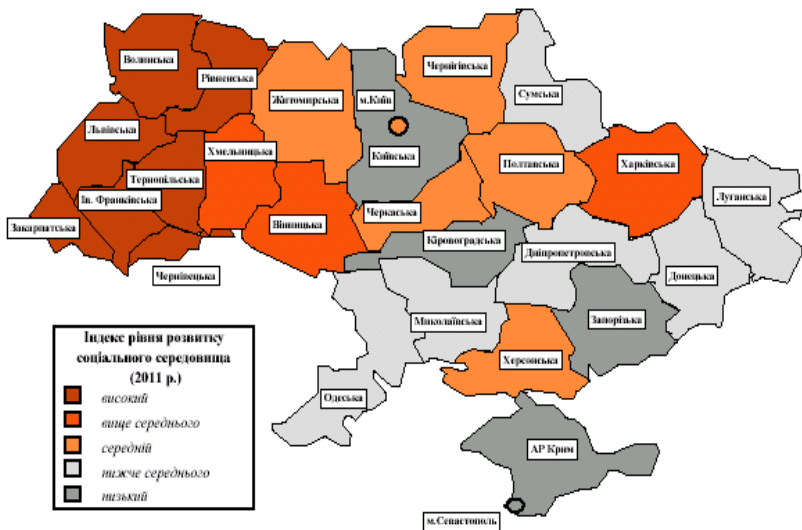 Волинська
Рівненська
Чернігівська
Сумська
Житомирська
м.Київ
Львівська
Хмельницька
Київська
Полтавська
Харківська
Тернопільська
Луганська
Ів. Франківська
Черкаська
Закарпатська
Вінницька
Кіровоградська
Дніпропетровська
Чернівецька
Донецька
Миколаївська
Запорізька
Херсонська
Одеська
АР Крим
м.Севастополь
Індекс рівня розвитку
соціального середовища
(2011 р.)
високий
вище середнього
середній
нижче середнього
низький